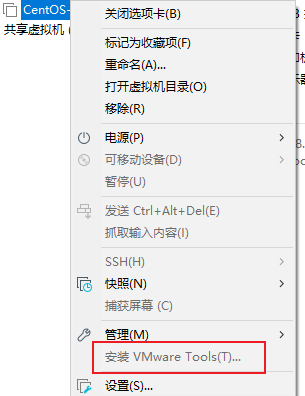 CentOS-
关闭选项卡(B)
共享虚拟机 (
标记为收藏项(F)
重命名(A)...
打开虚拟机目录(O)
移除(R)
电源(P)
可移动设备(D)
暂停(U)
发送 Ctrl+Alt+Del(E)
抓取输入内容(I)
SSH(H)
快照(N)
捕获屏幕 (C)
管理(M)
安装 VMware Tools(T)...
设置(S)...